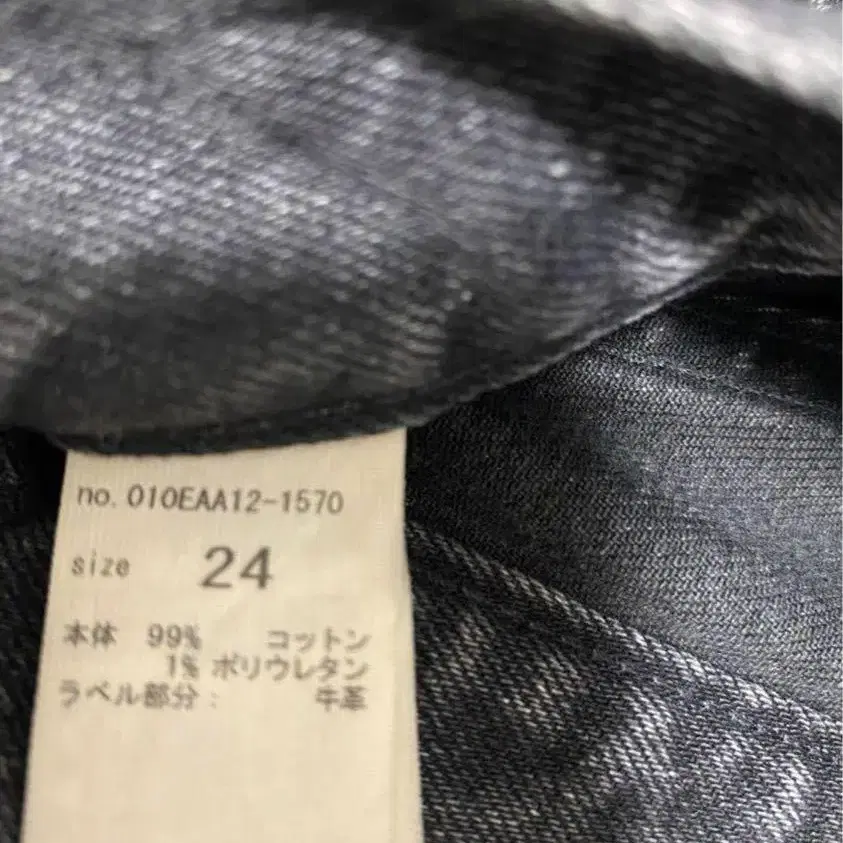 no. 010EAA12-1570
size 24
本体 99% コットン
1% ポリウレタン
ラベル部分: 牛革